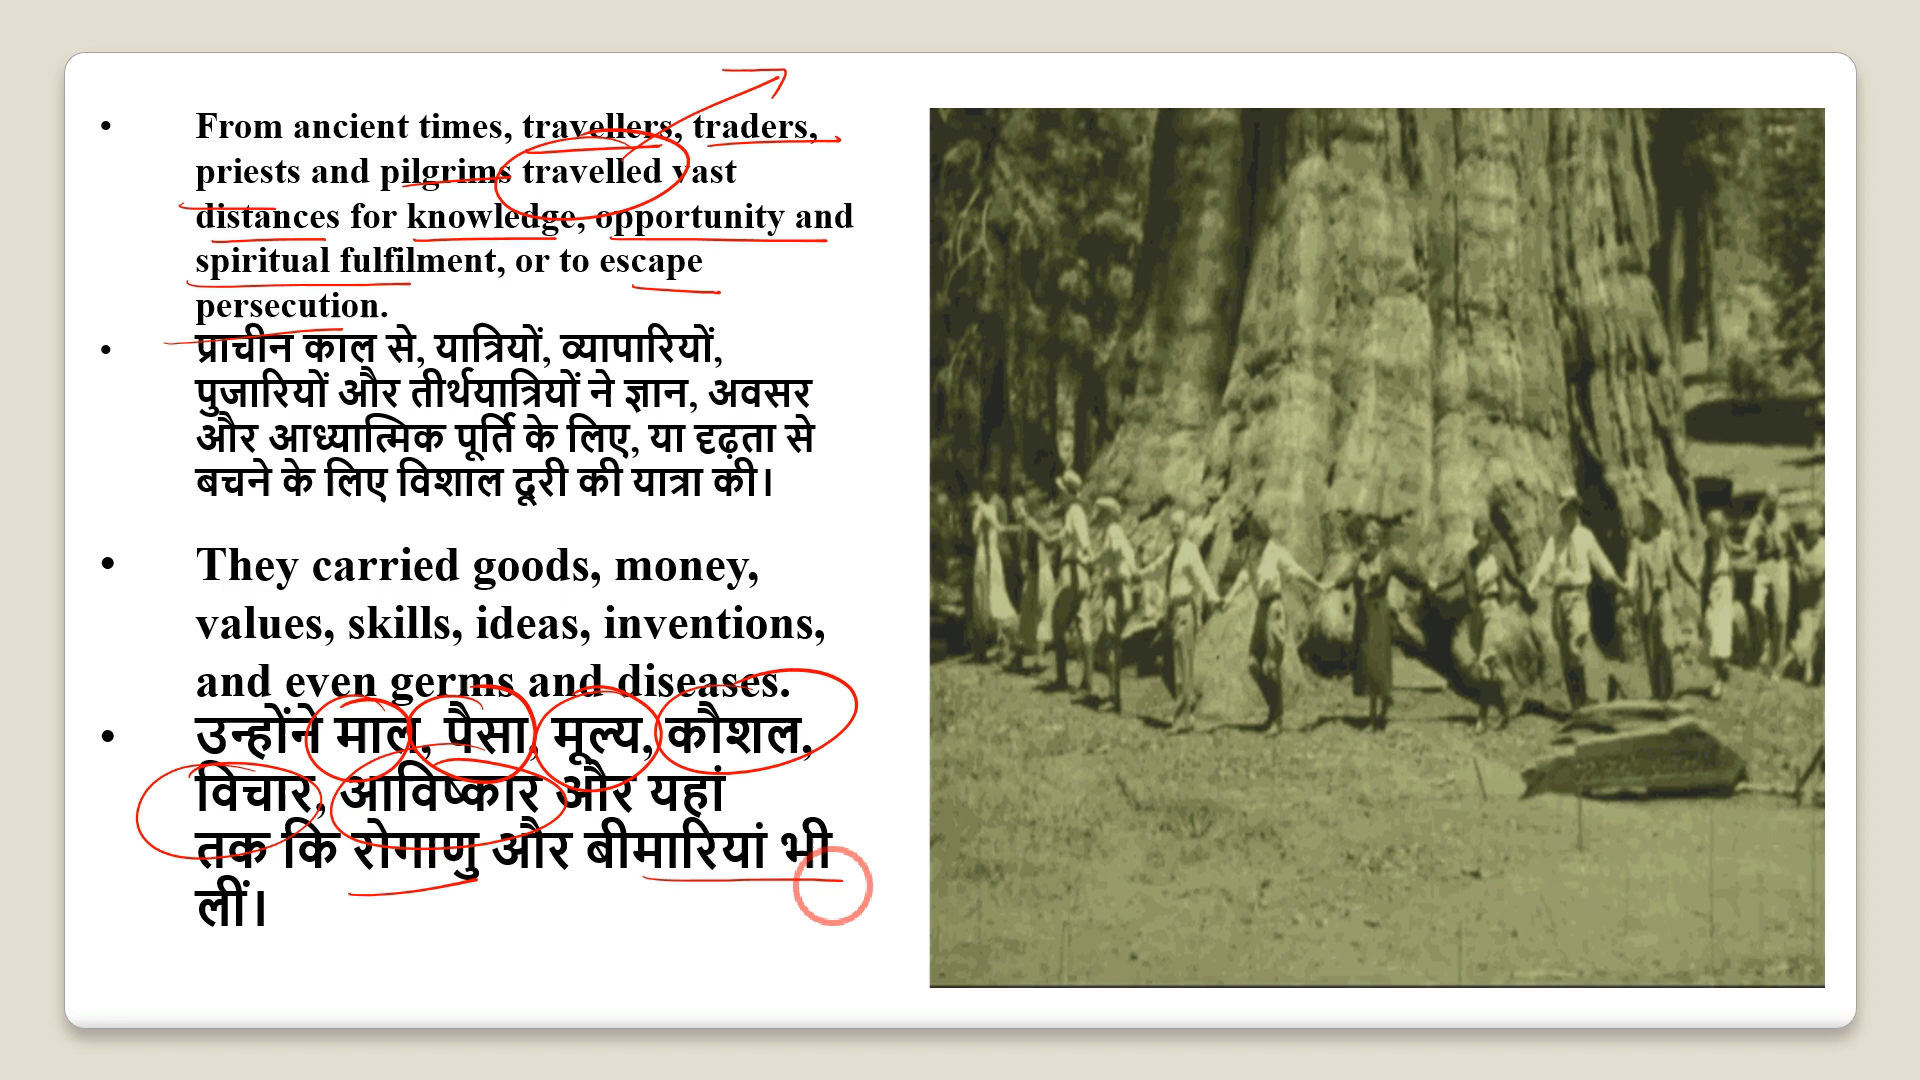 • From ancient times, travellers, traders,
priests and pilgrims travelled vast
distances for knowledge, opportunity and
spiritual fulfilment, or to escape
persecution.
• प्राचीन काल से, यात्रियों, व्यापारियों,
पुजारियों और तीर्थयात्रियों ने ज्ञान, अवसर
और आध्यात्मिक पूर्ति के लिए, या दृढ़ता से
बचने के लिए विशाल दूरी की यात्रा की।
• They carried goods, money,
values, skills, ideas, inventions,
and even germs and diseases.
• उन्होंने माल, पैसा, मूल्य, कौशल,
विचार, आविष्कार और यहां
तक कि रोगाणु और बीमारियां भी
लीं।